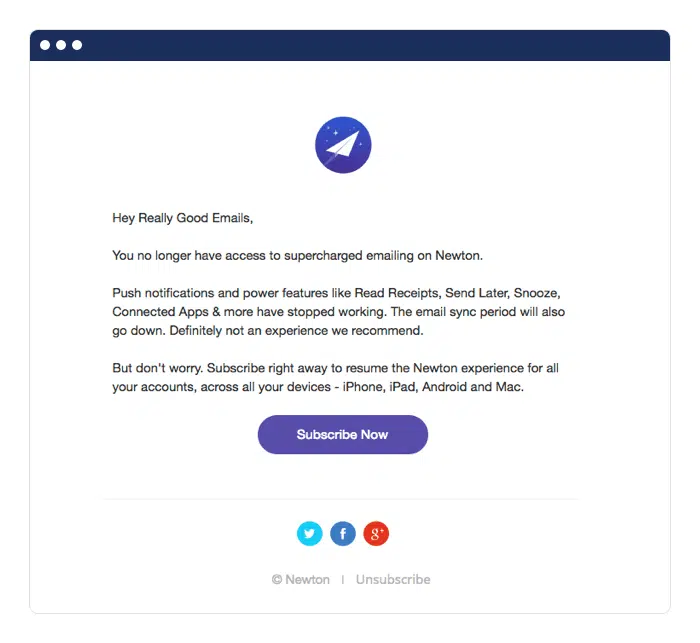 Hey Really Good Emails,
You no longer have access to supercharged emailing on Newton.
Push notifications and power features like Read Receipts, Send Later, Snooze,
Connected Apps & more have stopped working. The email sync period will also
go down. Definitely not an experience we recommend.
But don't worry. Subscribe right away to resume the Newton experience for all
your accounts, across all your devices - iPhone, iPad, Android and Mac.
Subscribe Now
f g+
© Newton | Unsubscribe